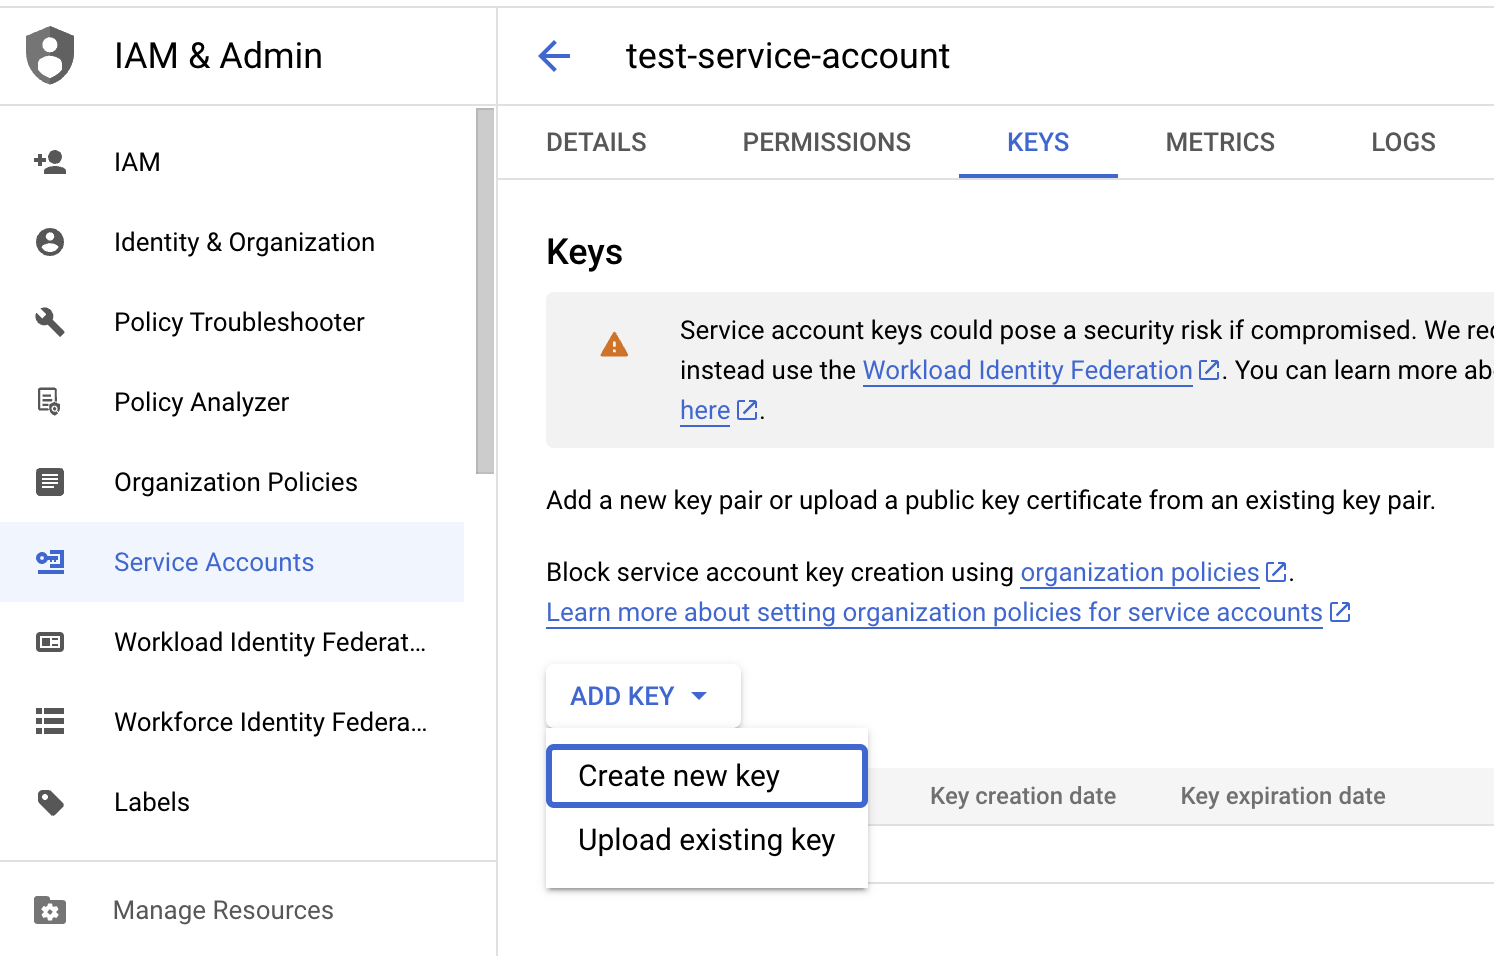 IAM & Admin
IAM
Identity & Organization
Policy Troubleshooter
Policy Analyzer
Organization Policies
Service Accounts
Workload Identity Federat...
Workforce Identity Federa...
Labels
Manage Resources
test-service-account
DETAILS PERMISSIONS KEYS METRICS LOGS
Keys
Service account keys could pose a security risk if compromised. We
instead use the Workload Identity Federation. You can learn more
here.
Add a new key pair or upload a public key certificate from an existing key pair.
Block service account key creation using organization policies.
Learn more about setting organization policies for service accounts
ADD KEY
Create new key
Upload existing key
Key creation date Key expiration date